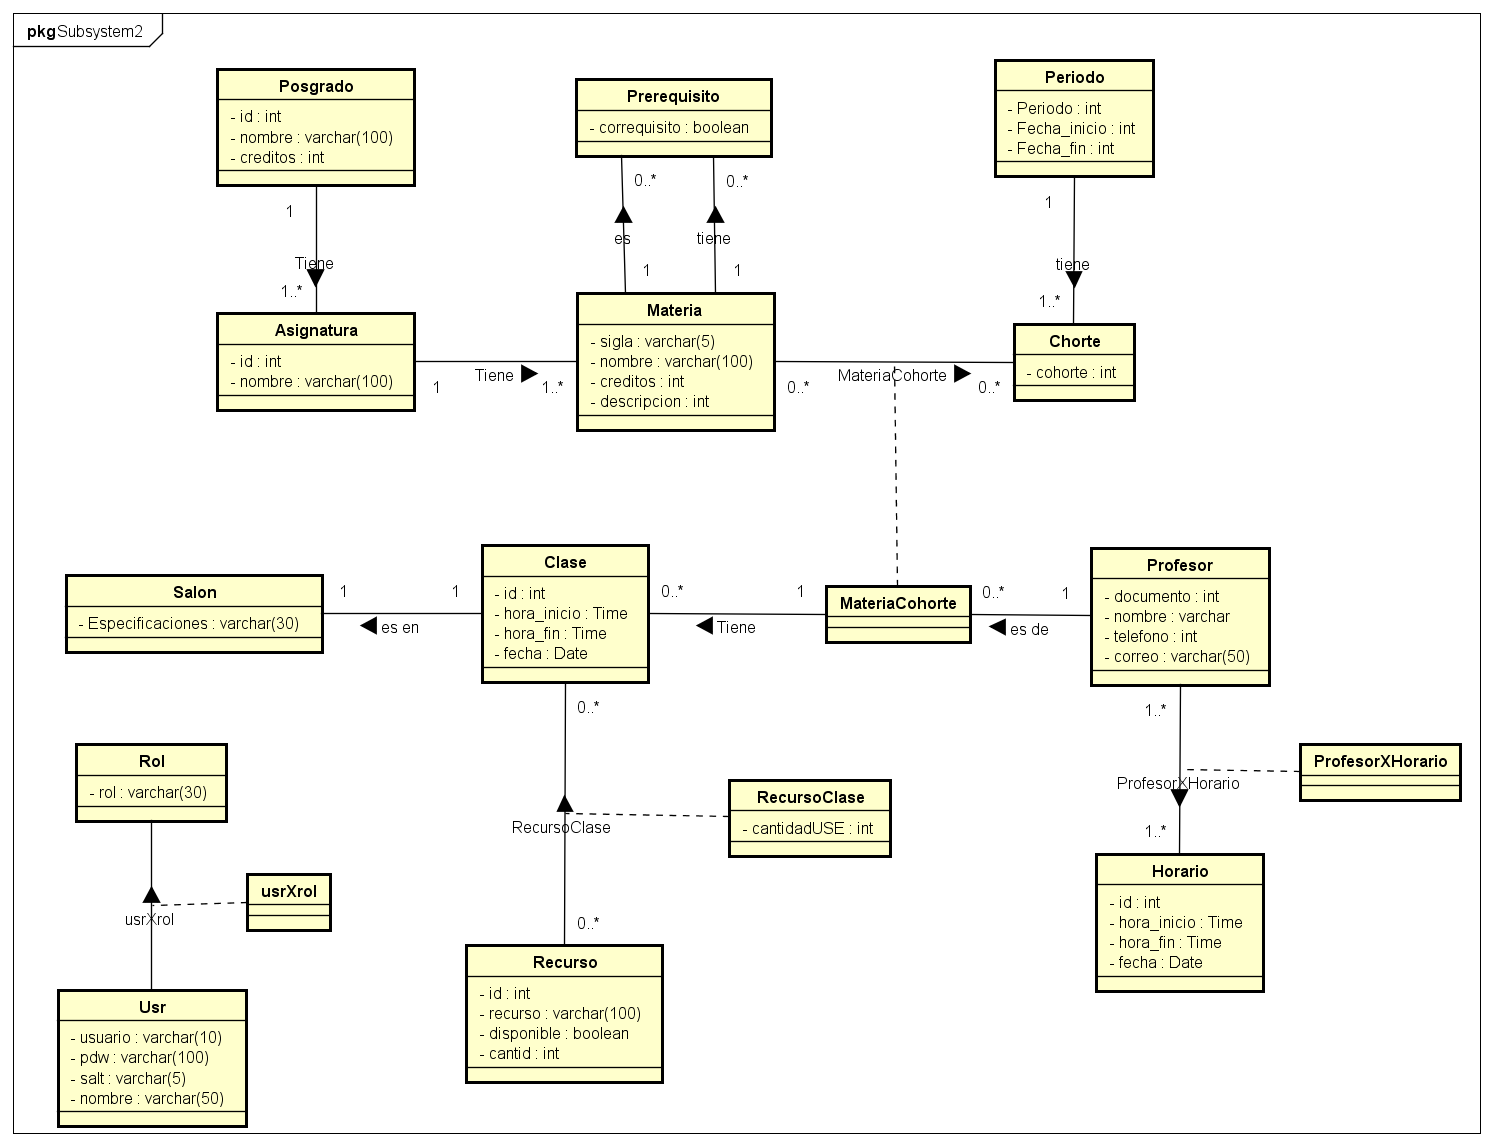 pkg Subsystem2
Posgrado
- id : int
- nombre : varchar(100)
- creditos : int
Prerequisito
- correquisito : boolean
Periodo
- Periodo : int
- Fecha_inicio : int
- Fecha_fin : int
1
Tiene
1..*
0..*
0..*
es
tiene
1
1
1
tiene
1..*
Asignatura
- id : int
- nombre : varchar(100)
1
Tiene
1..*
Materia
- sigla : varchar(5)
- nombre : varchar(100)
- creditos : int
- descripcion : int
0..*
MateriaCohorte
0..*
Chorte
- cohorte : int
Salon
- Especificaciones : varchar(30)
1
es en
1
Clase
- id : int
- hora_inicio : Time
- hora_fin : Time
- fecha : Date
0..*
Tiene
1
MateriaCohorte
0..*
es de
1
Profesor
- documento : int
- nombre : varchar
- telefono : int
- correo : varchar(50)
0..*
RecursoClase
0..*
RecursoClase
- cantidadUSE : int
1..*
ProfesorXHorario
1..*
ProfesorXHorario
Rol
- rol : varchar(30)
usrXrol
usrXrol
Usr
- usuario : varchar(10)
- pdw : varchar(100)
- salt : varchar(5)
- nombre : varchar(50)
Recurso
- id : int
- recurso : varchar(100)
- disponible : boolean
- cantid : int
Horario
- id : int
- hora_inicio : Time
- hora_fin : Time
- fecha : Date